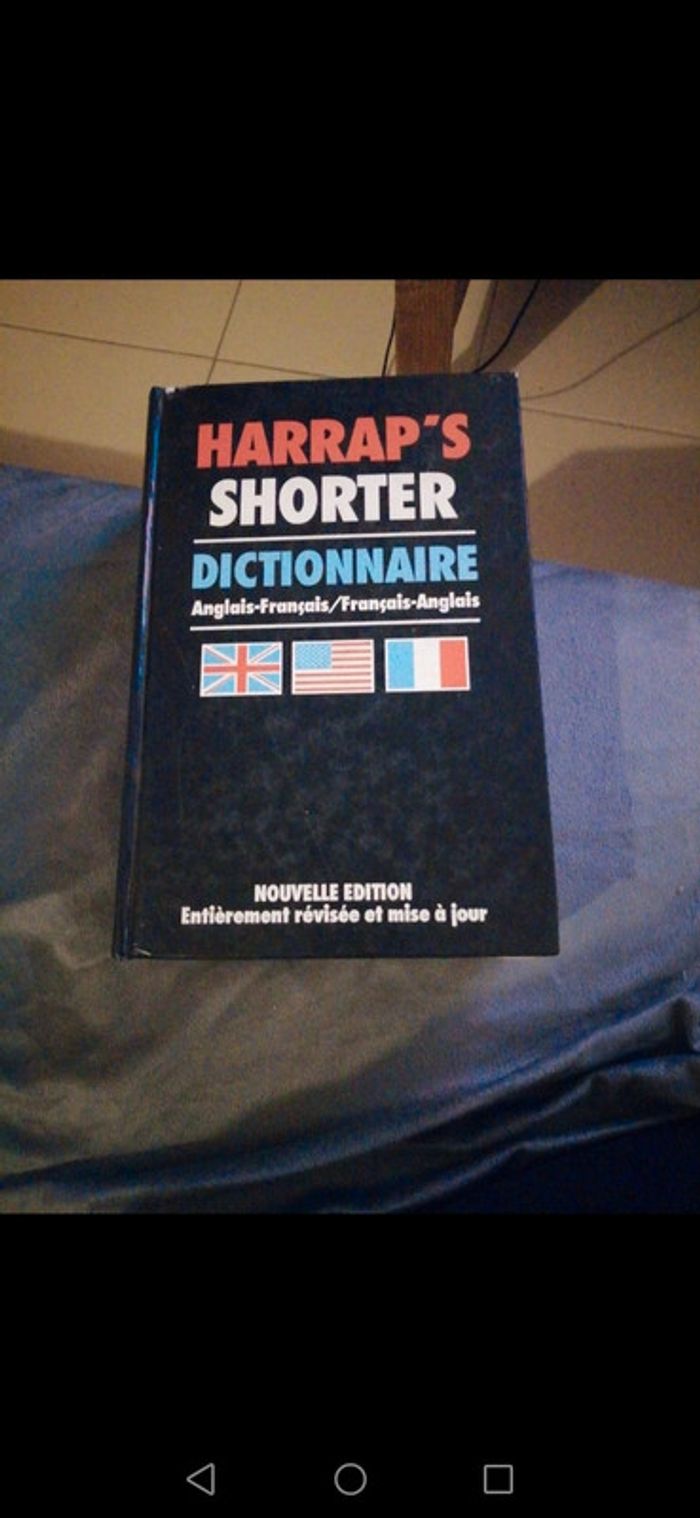 HARRAP'S
SHORTER
DICTIONNAIRE
Anglais-Français/Français-Anglais
NOUVELLE EDITION
Entièrement révisée et mise à jour